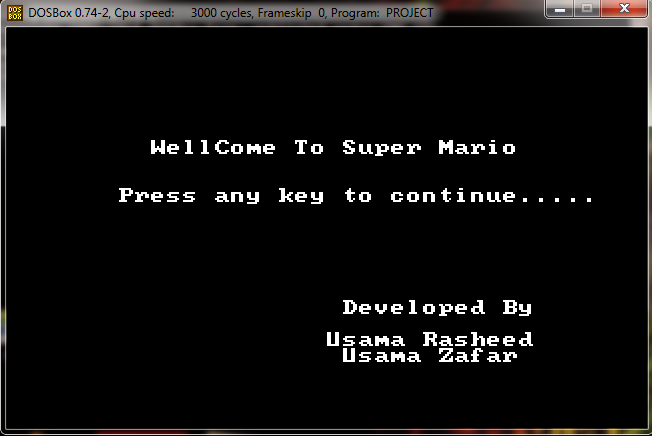 DOSBox 0.74-2, Cpu speed: 3000 cycles, Frameskip 0, Program: PROJECT
WellCome To Super Mario
Press any key to continue.....
Developed By
Usama Rasheed
Usama Zafar